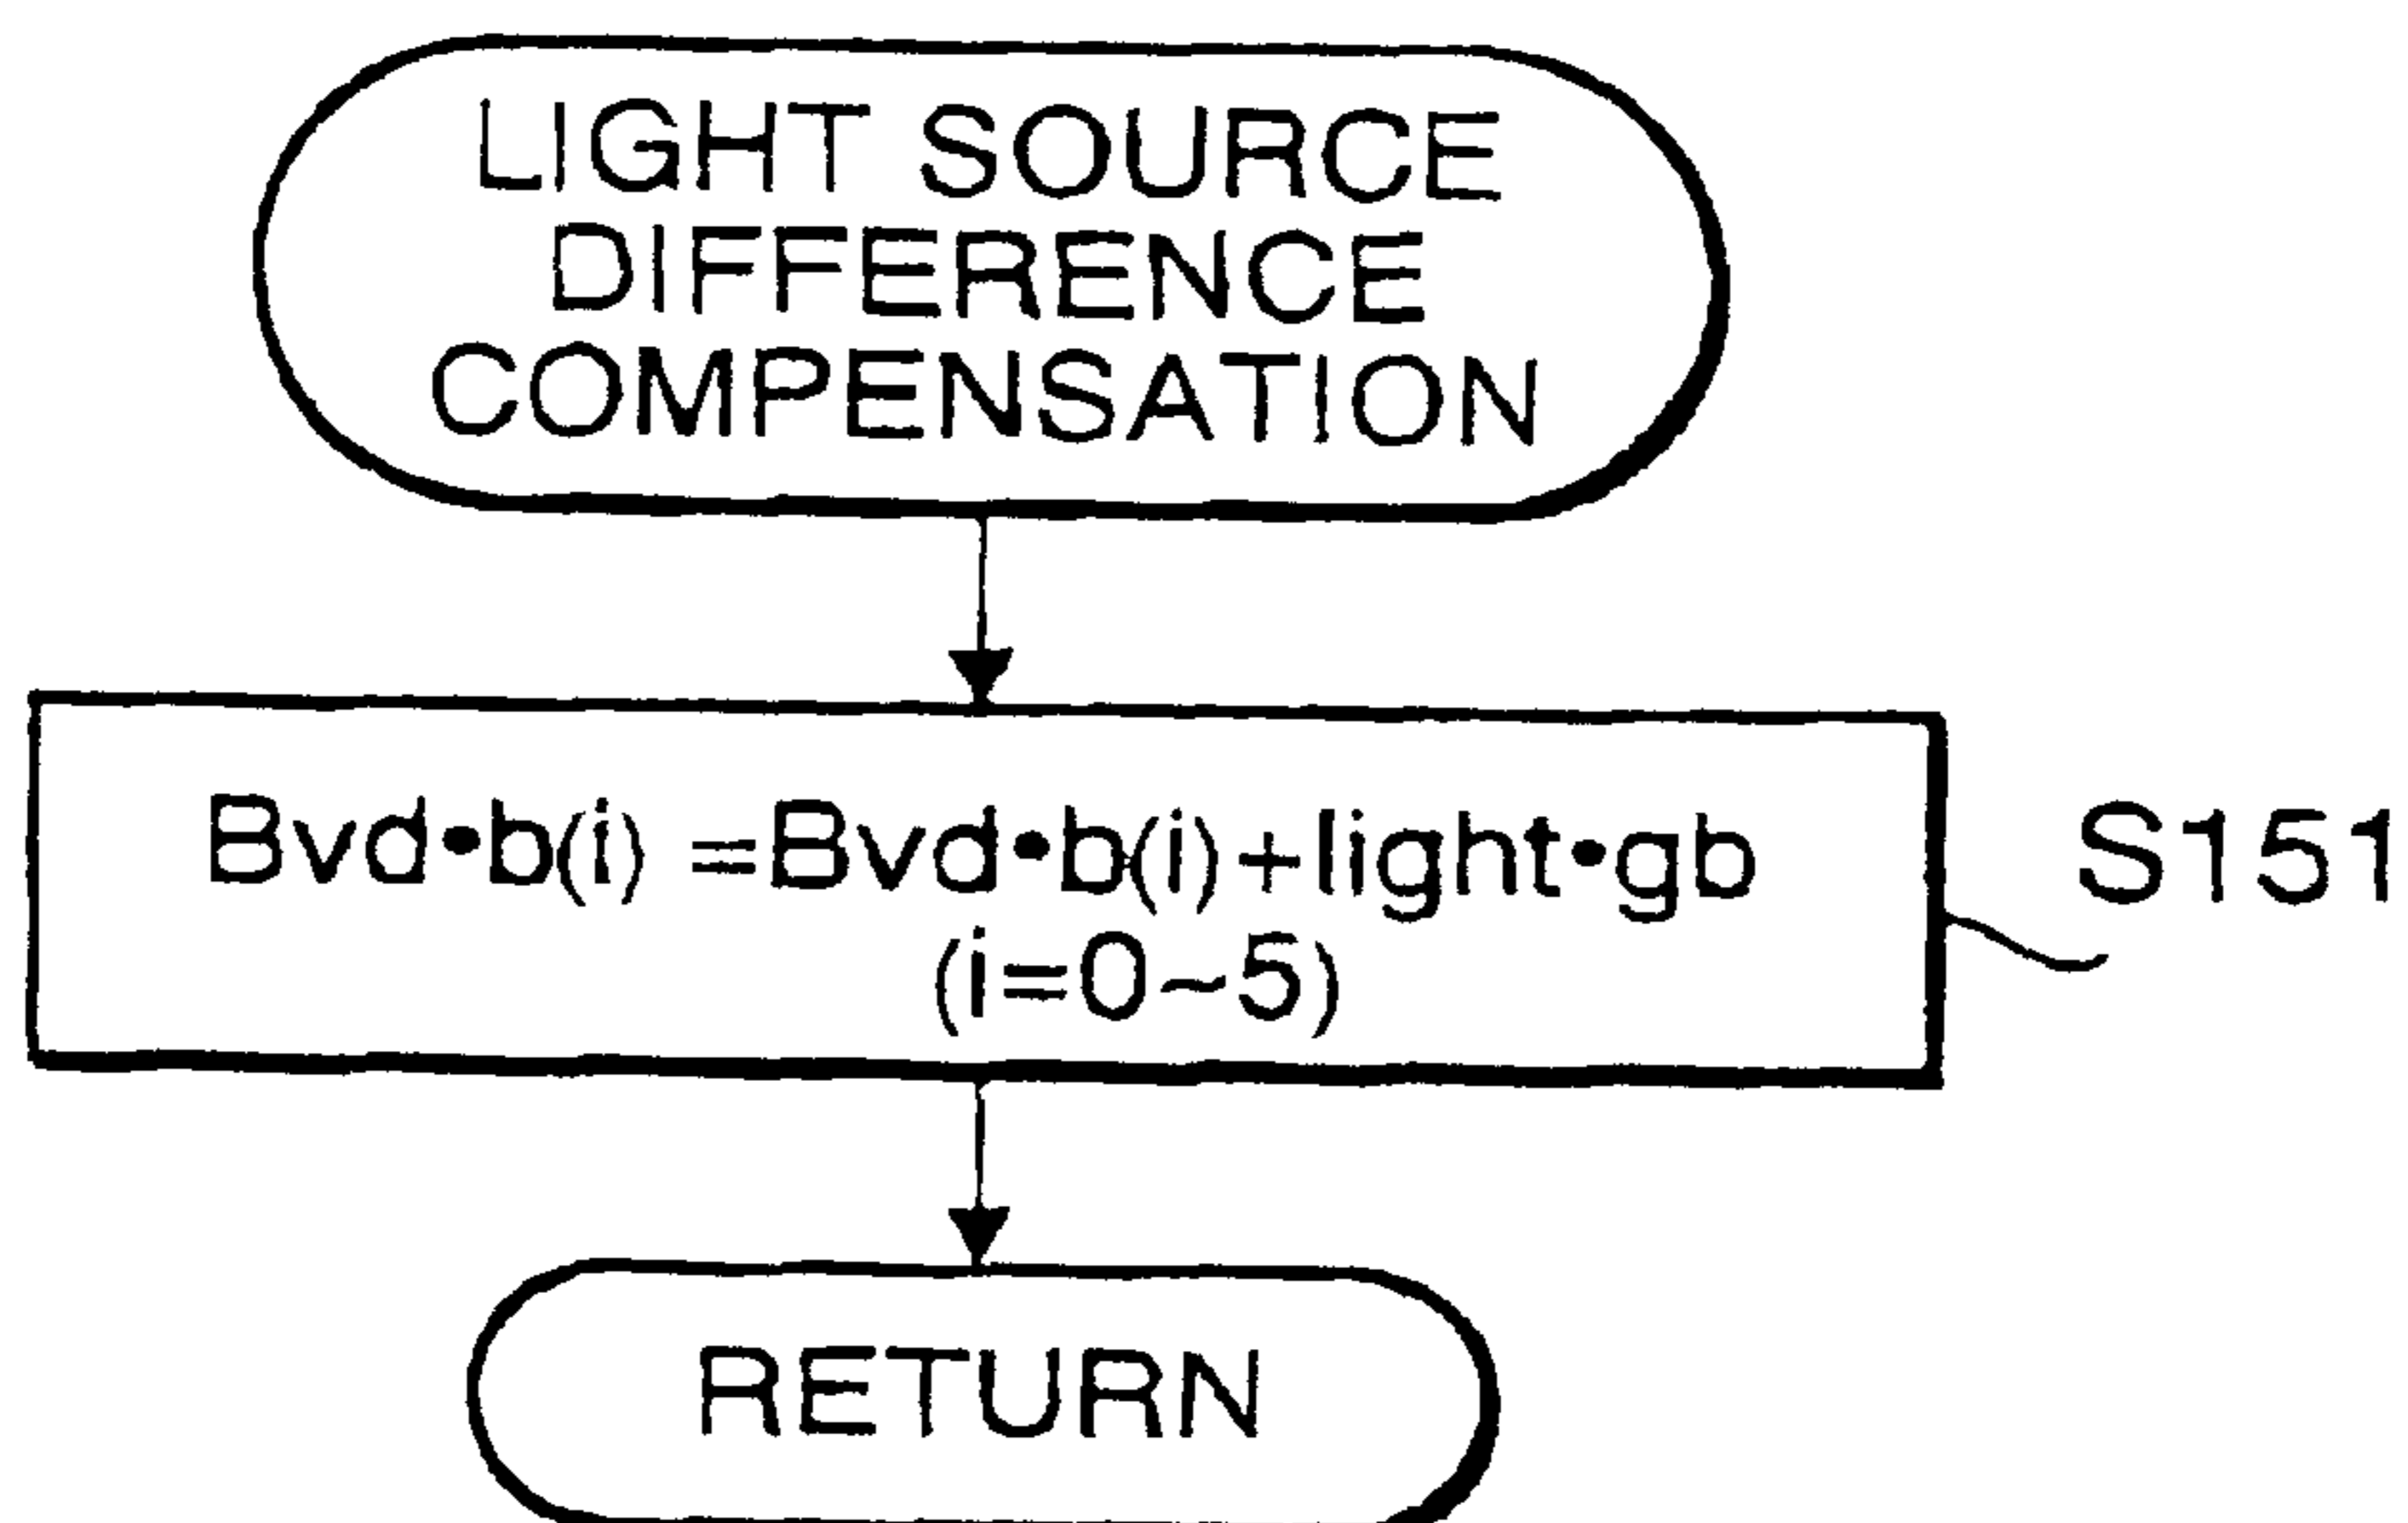 LIGHT SOURCE
DIFFERENCE
COMPENSATION
Bvd•b(i) =Bvd•b(i)+light•gb
(i=0~5)
S151
RETURN